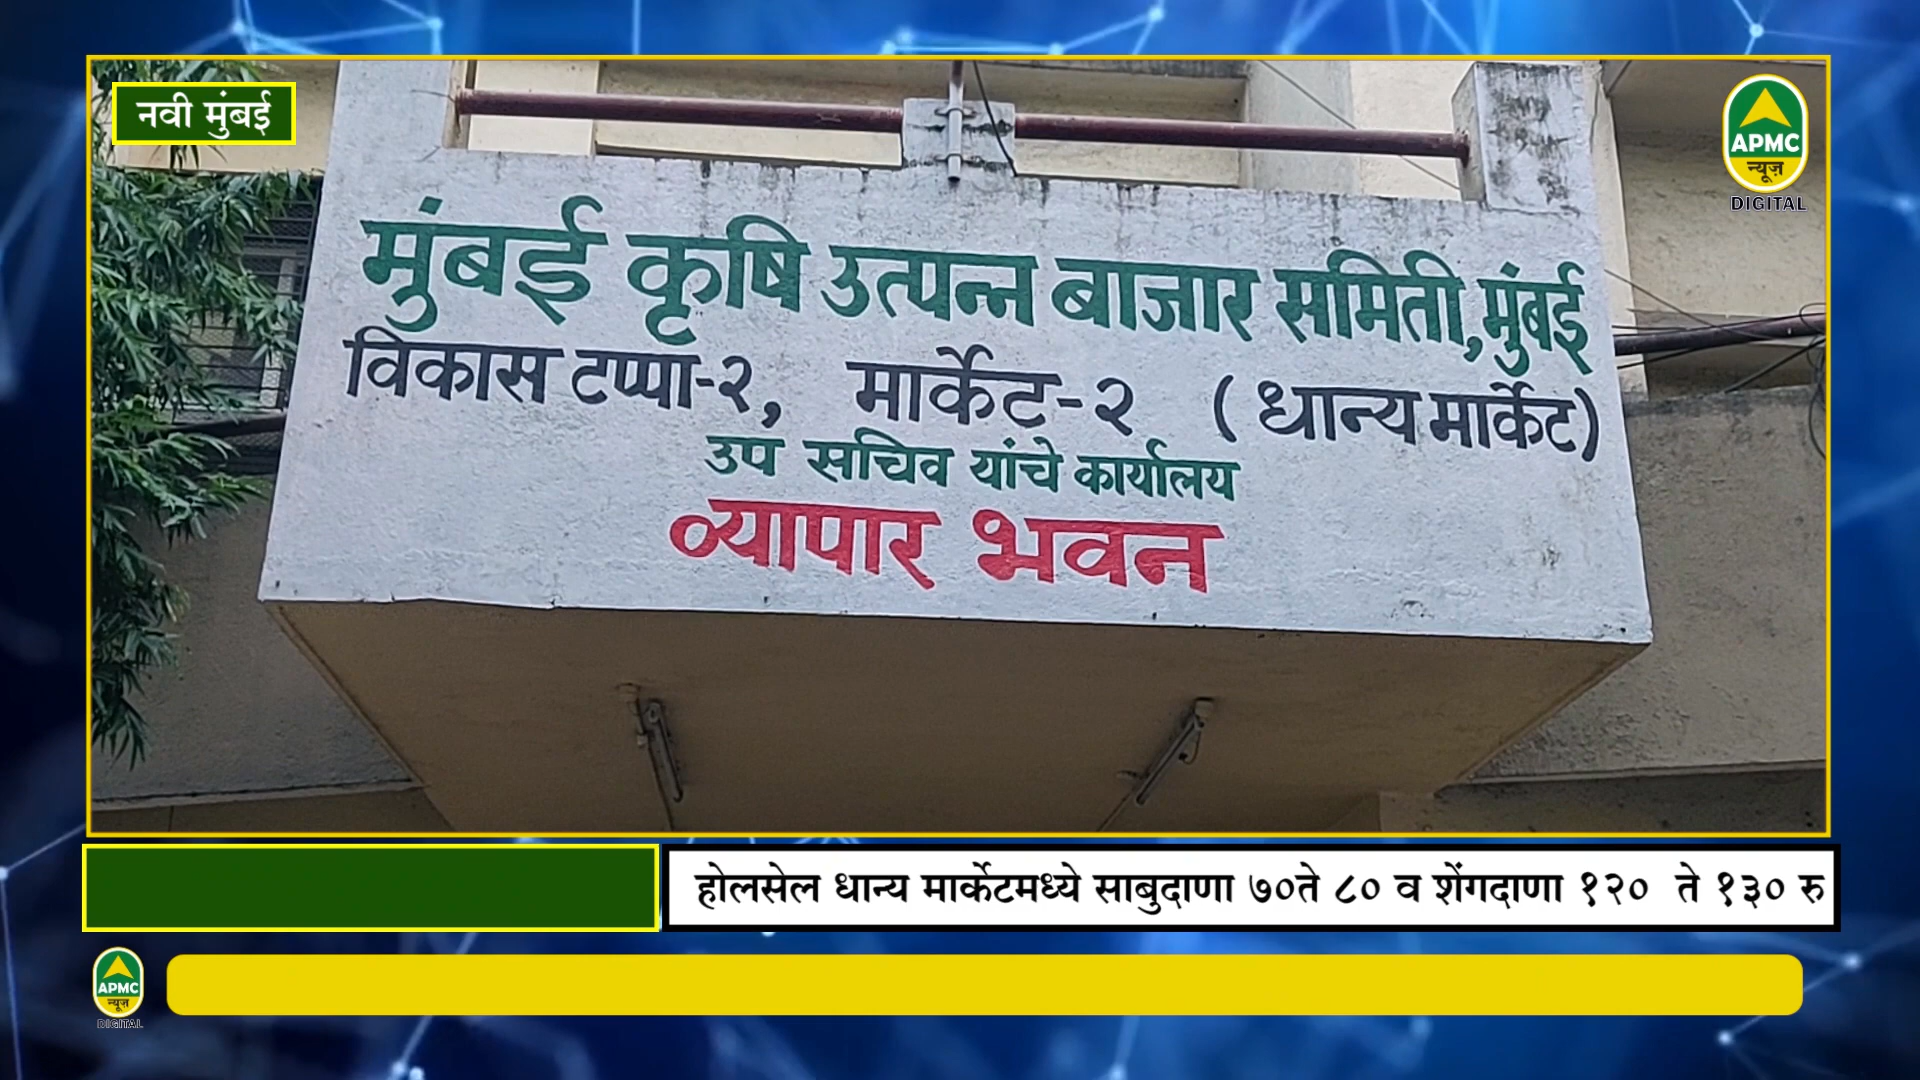 नवी मुंबई
APMC
न्यूज़
DIGITAL
मुंबई कृषि उत्पन्न बाजार समिती, मुंबई
विकास टप्पा-२, मार्केट-२ (धान्य मार्केट)
उप सचिव यांचे कार्यालय
व्यापार भवन
होलसेल धान्य मार्केटमध्ये साबुदाणा ७०ते ८० व शेंगदाणा १२० ते १३० रु
APMC
न्यूज़
DIGITAL